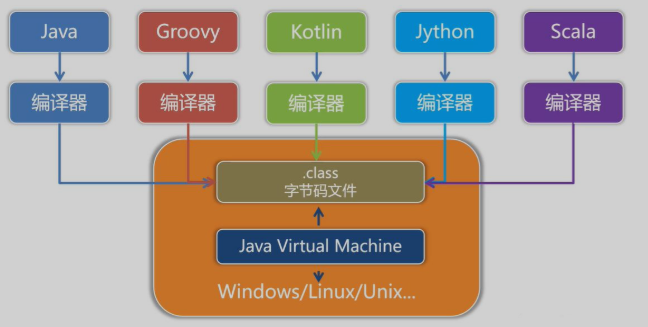 Java
Groovy
Kotlin
Jython
Scala
编译器
编译器
编译器
编译器
编译器
.class
字节码文件
Java Virtual Machine
Windows/Linux/Unix...